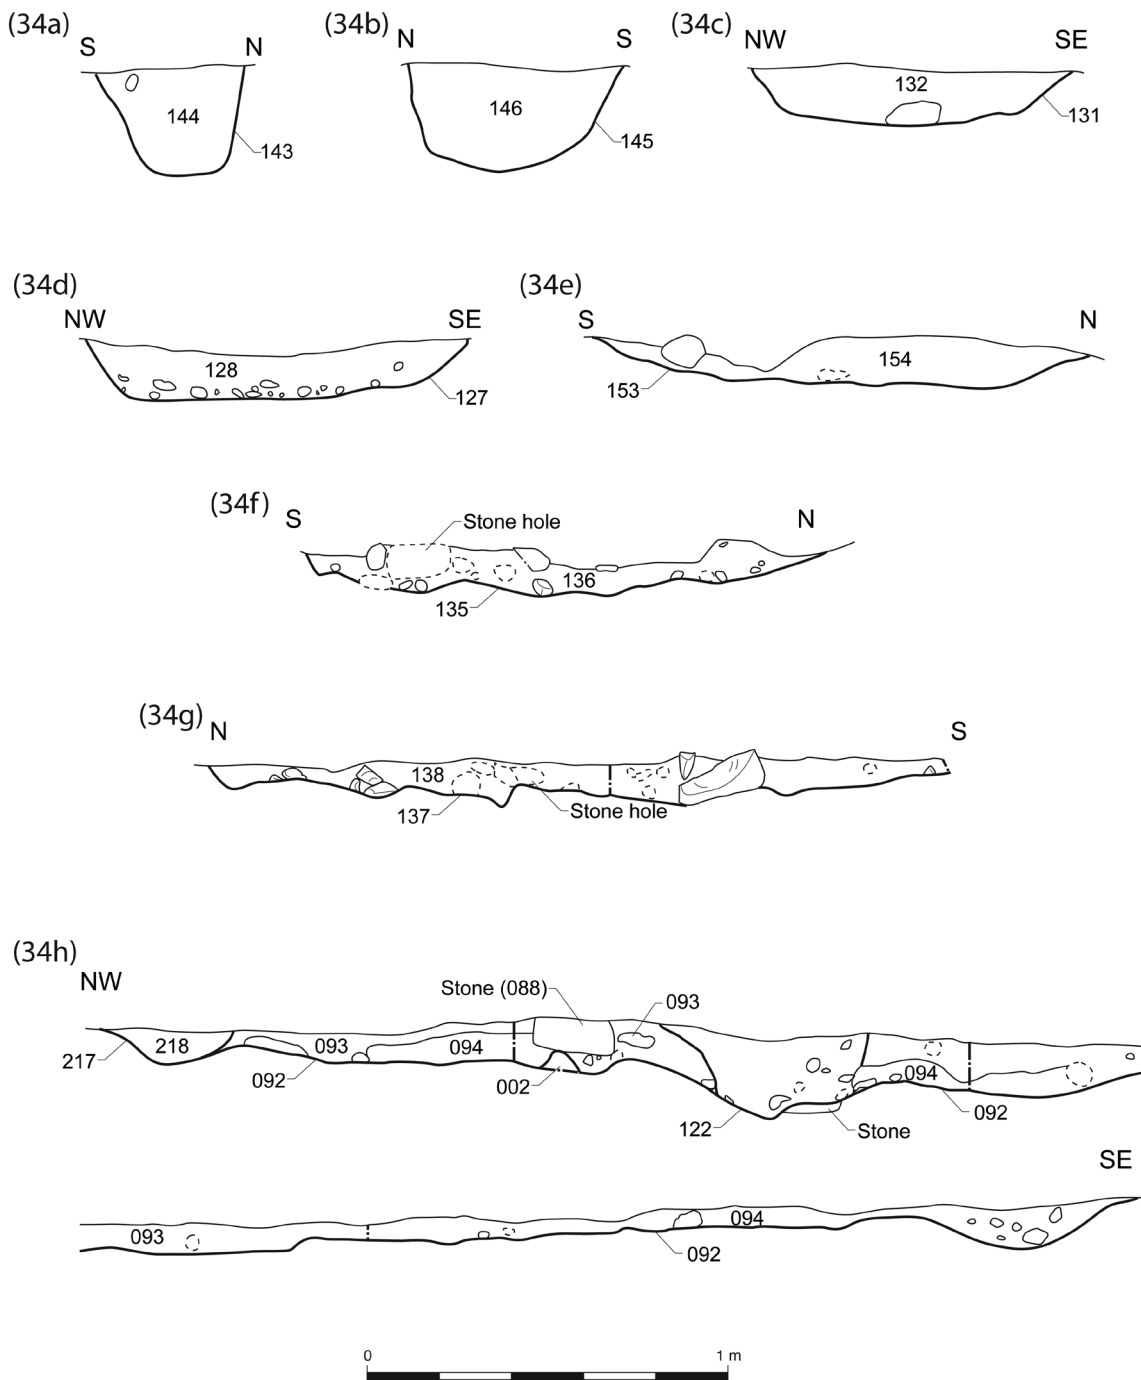 (34a) (34b) (34c)
S N N S NW SE
144 146 132
143 145 131
(34d) (34e)
NW SE S N
128 154
127 153
(34f)
S N
Stone hole
136
135
(34g)
N S
138
137 Stone hole
(34h)
NW
Stone (088) 093
218 093 094 094
217 092 002 092
122 Stone
SE
093 094
092
0 1 m